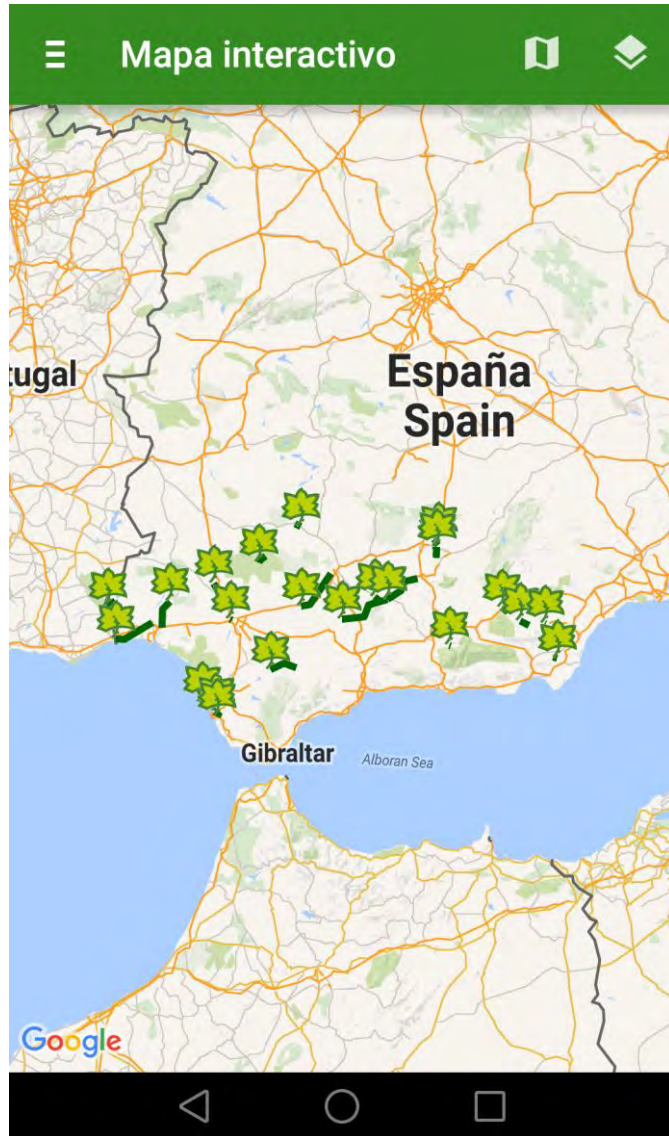 Mapa interactivo
tugal
España
Spain
Gibraltar
Alboran Sea
Google